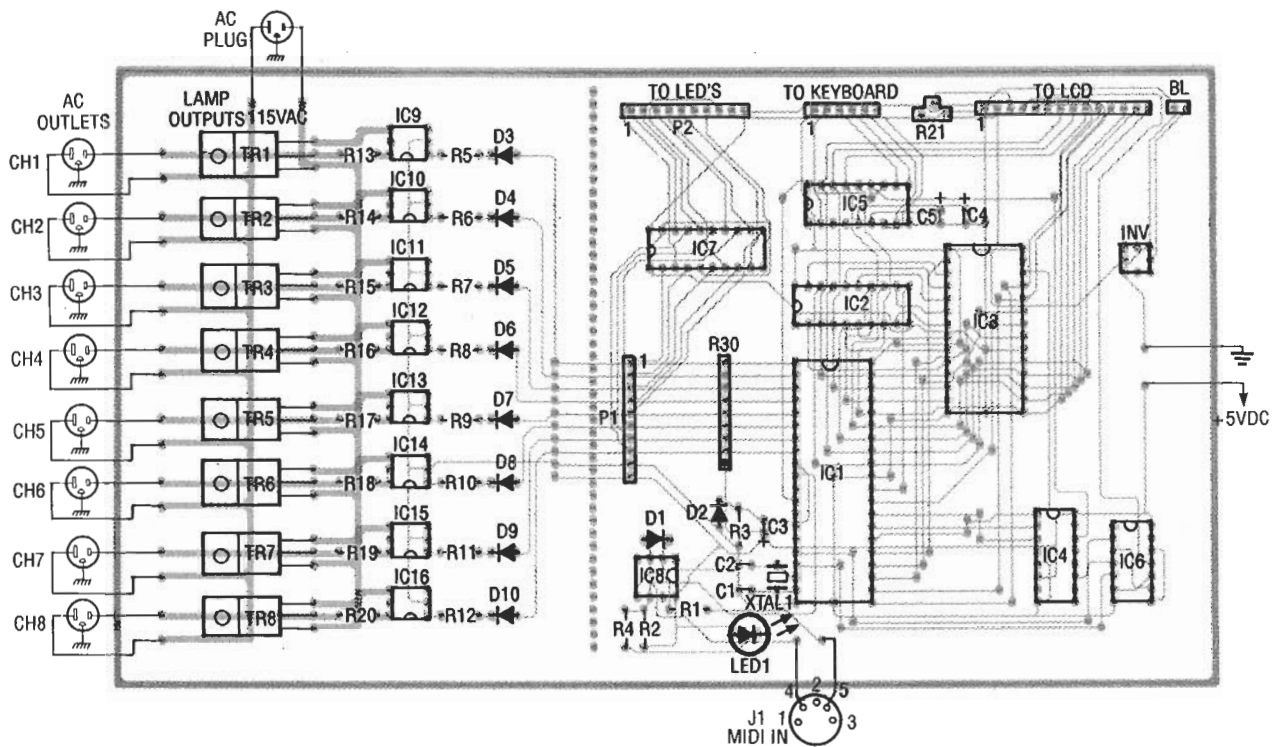 AC
PLUG
AC
OUTLETS
LAMP
OUTPUTS
115VAC
TO LED'S
TO KEYBOARD
TO LCD
BL
1
P2
1
R21
1
CH1
TR1
R13
IC9
R5
D3
CH2
TR2
R14
IC10
R6
D4
CH3
TR3
R15
IC11
R7
D5
CH4
TR4
R16
IC12
R8
D6
CH5
TR5
R17
IC13
R9
D7
CH6
TR6
R18
IC14
R10
D8
CH7
TR7
R19
IC15
R11
D9
CH8
TR8
R20
IC16
R12
D10
IC5
C5
IC4
IC7
INV
IC2
IC3
R30
1
P1
+5VDC
IC1
D2
R3
IC3
D1
C2
IC8
C1
XTAL1
R1
R4
R2
LED1
IC4
IC6
4
2
5
J1
1
3
MIDI IN